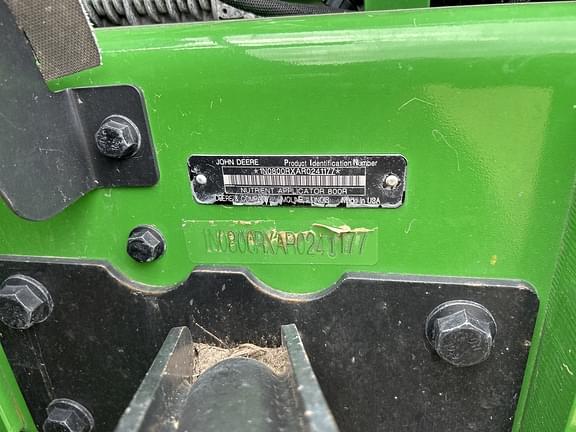 JOHN DEERE Product Identification Number
*1N0800RXAR0241177*
NUTRIENT APPLICATOR 800R
DEERE & COMPANY MOLINE, ILLINOIS Made in USA
1N0800RXAR0241177